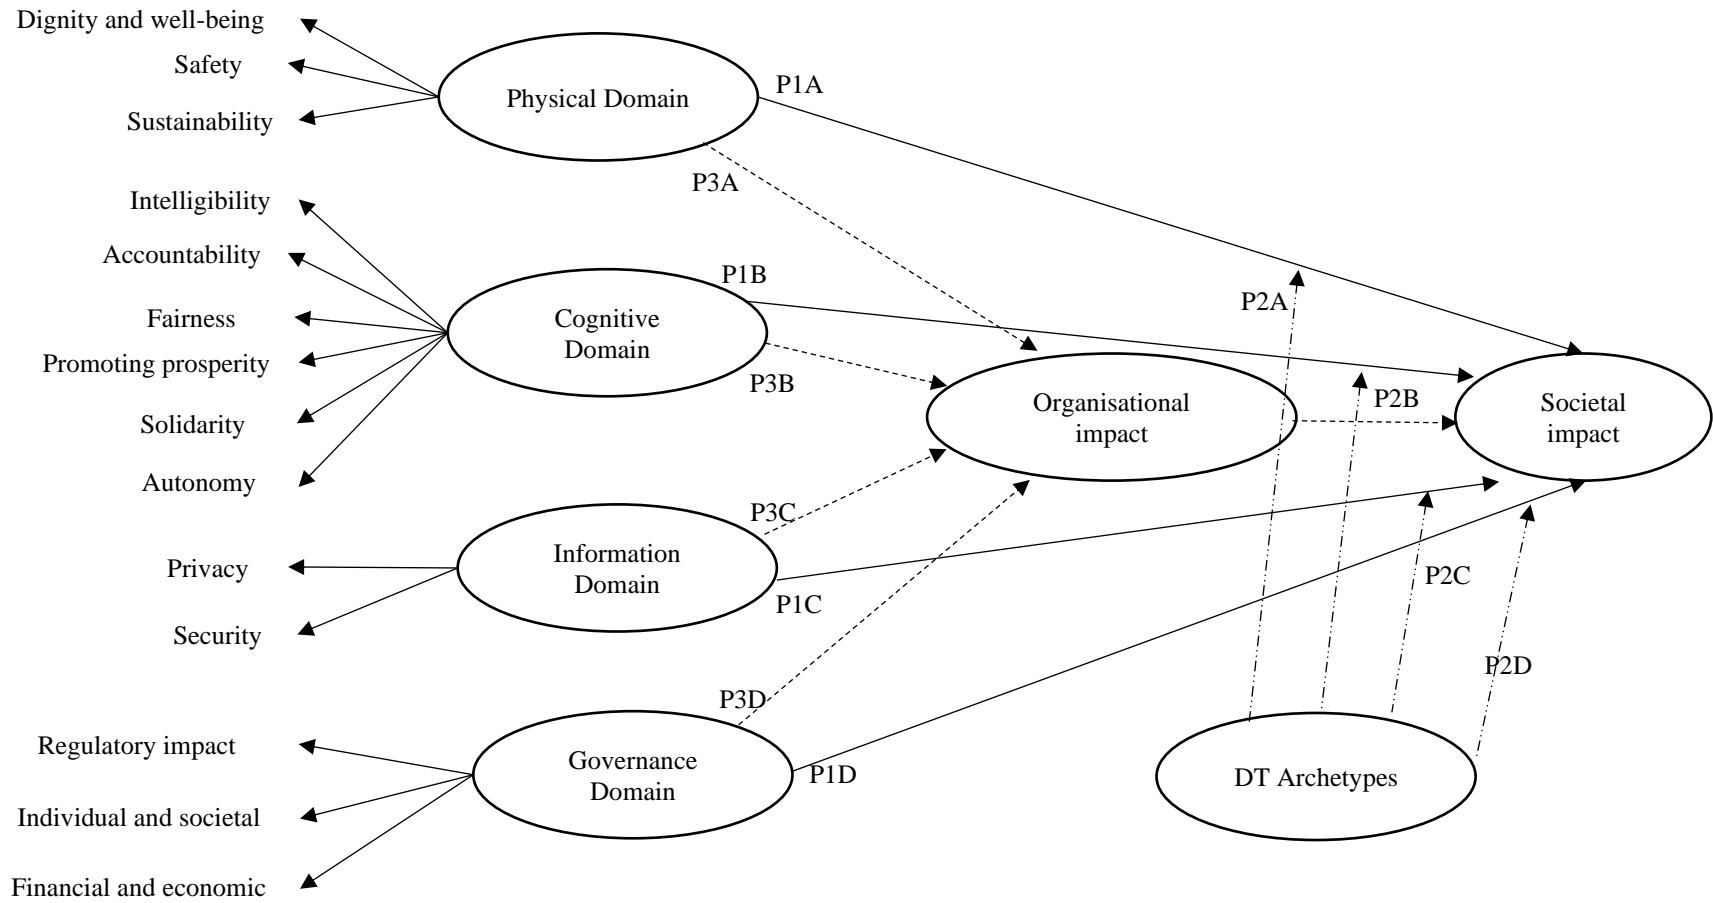 Dignity and well-being
Safety
Sustainability
Physical Domain
P1A
P3A
Intelligibility
Accountability
Fairness
Promoting prosperity
Solidarity
Autonomy
Cognitive
Domain
P1B
P3B
Organisational
impact
P2A
P2B
Societal
impact
Privacy
Security
Information
Domain
P3C
P1C
P2C
Regulatory impact
Individual and societal
Financial and economic
Governance
Domain
P3D
P1D
P2D
DT Archetypes